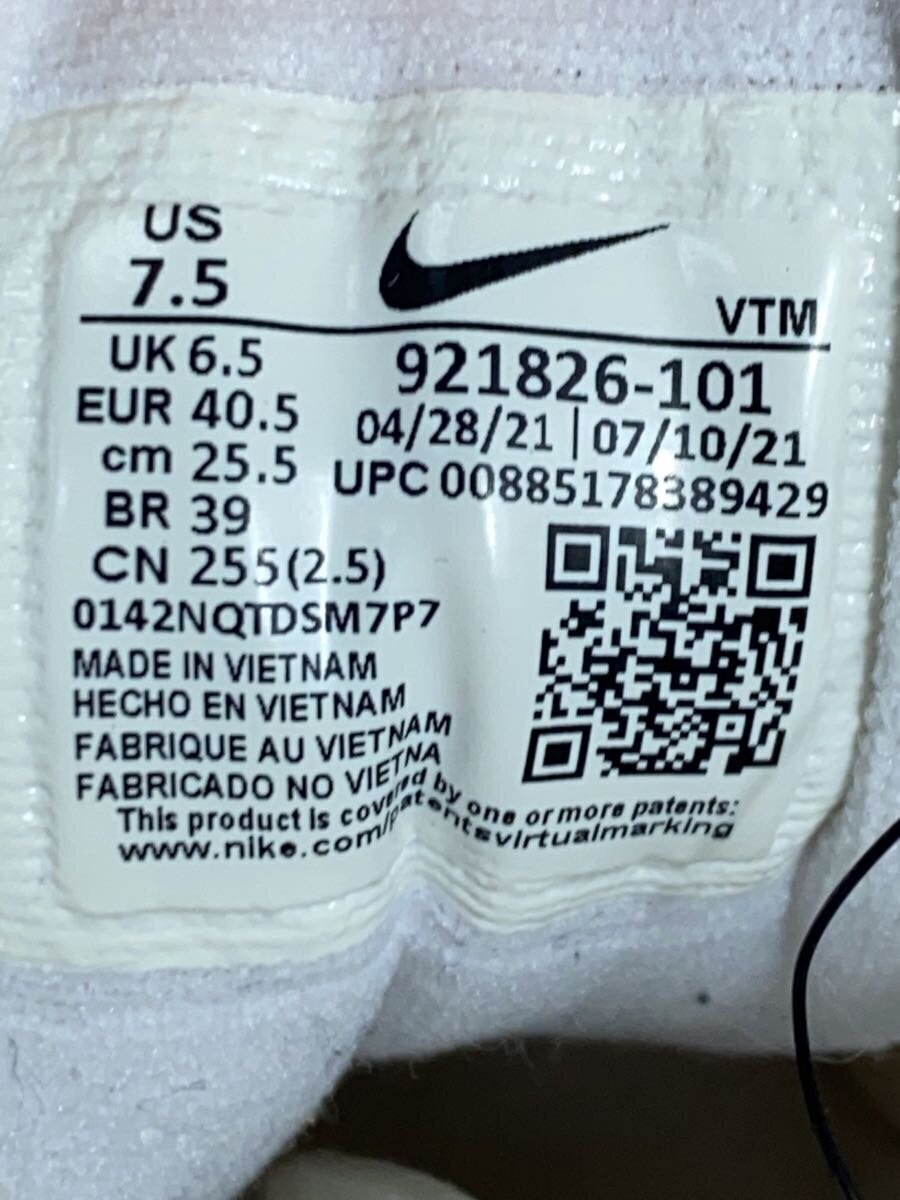 US
7.5
VTM
UK 6.5
EUR 40.5
cm 25.5
BR 39
CN 255(2.5)
921826-101
04/28/21 | 07/10/21
UPC 00885178389429
0142NQTDSM7P7
MADE IN VIETNAM
HECHO EN VIETNAM
FABRIQUE AU VIETNAM
FABRICADO NO VIETNA
This product is covered by one or more patents:
www.nike.com/patentsvirtualmarking